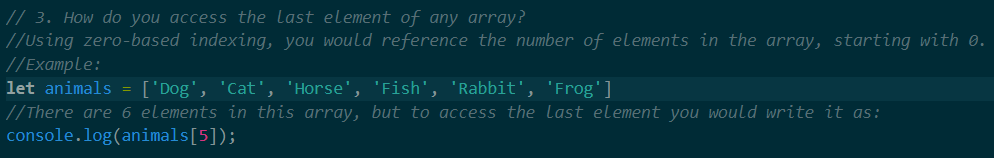 // 3. How do you access the last element of any array?
//Using zero-based indexing, you would reference the number of elements in the array, starting with 0.
//Example:
let animals = ['Dog', 'Cat', 'Horse', 'Fish', 'Rabbit', 'Frog']
//There are 6 elements in this array, but to access the last element you would write it as:
console.log(animals[5]);